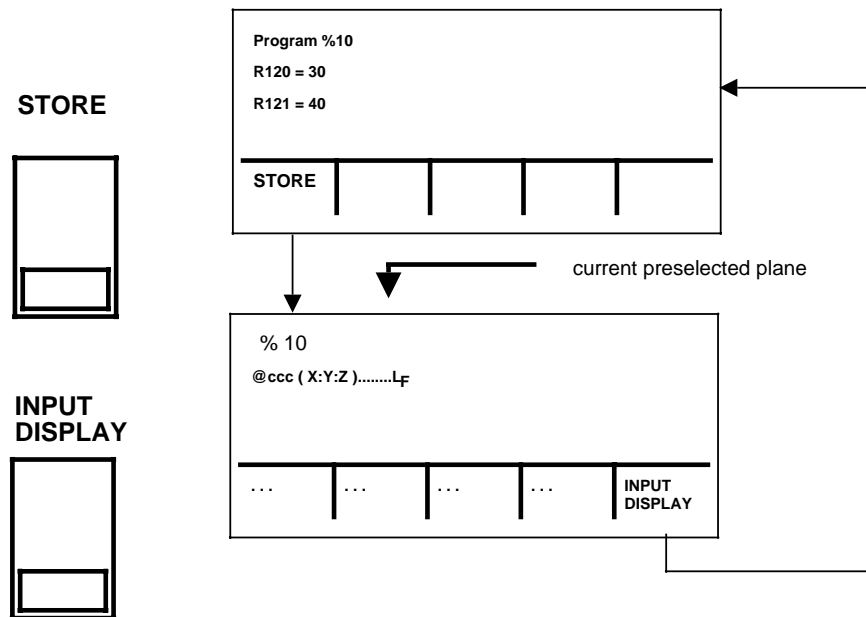 Program %10
R120 = 30
R121 = 40
STORE
STORE
current preselected plane
% 10
@ccc ( X:Y:Z )........LF
INPUT
DISPLAY
... ... ... ... INPUT
DISPLAY